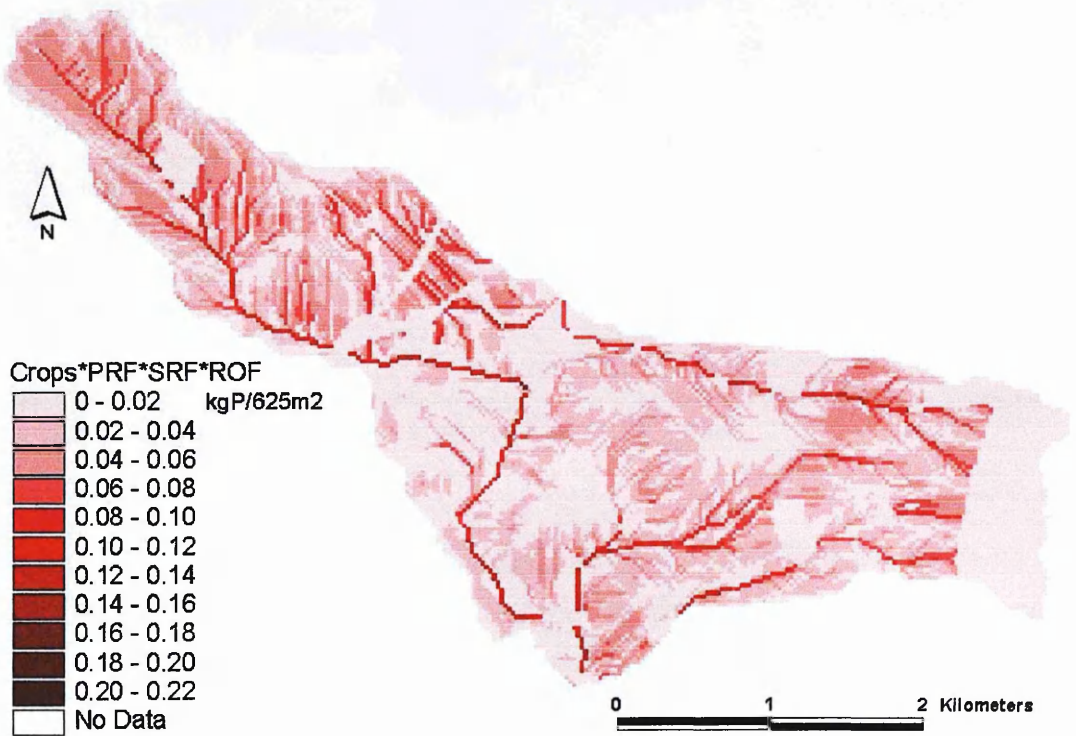 N
Crops*PRF*SRF*ROF
0 - 0.02 kgP/625m2
0.02 - 0.04
0.04 - 0.06
0.06 - 0.08
0.08 - 0.10
0.10 - 0.12
0.12 - 0.14
0.14 - 0.16
0.16 - 0.18
0.18 - 0.20
0.20 - 0.22
No Data
0 1 2 Kilometers